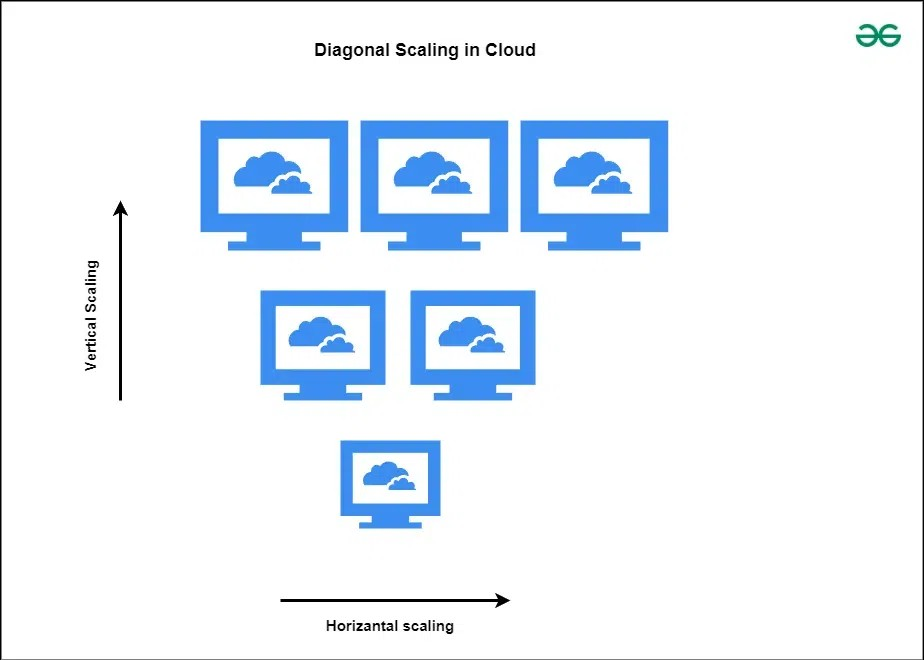 Diagonal Scaling in Cloud
Vertical Scaling
Horizantal scaling